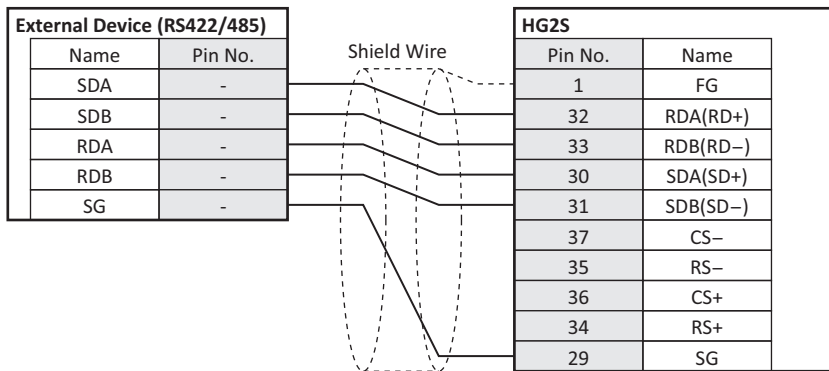 External Device (RS422/485)
Name Pin No.
SDA -
SDB -
RDA -
RDB -
SG -
Shield Wire
HG2S
Pin No. Name
1 FG
32 RDA(RD+)
33 RDB(RD−)
30 SDA(SD+)
31 SDB(SD−)
37 CS−
35 RS−
36 CS+
34 RS+
29 SG